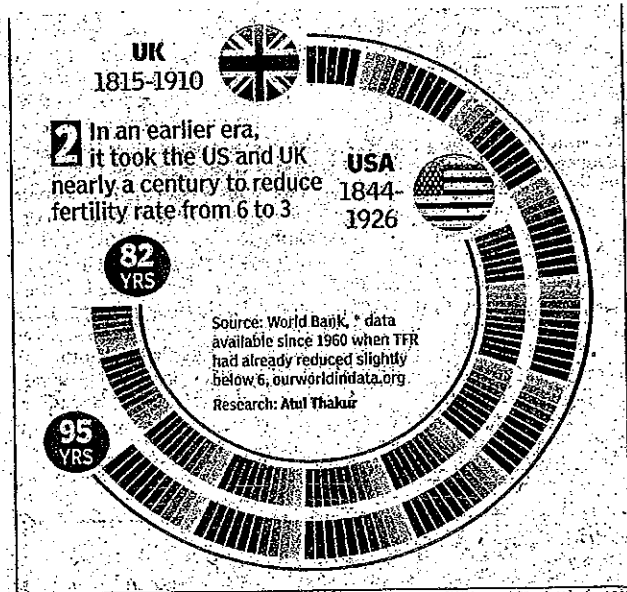 UK
1815-1910
2 In an earlier era,
it took the US and UK
nearly a century to reduce
fertility rate from 6 to 3
USA
1844-
1926
82
YRS
Source: World Bank, * data
available since 1960 when TFR
had already reduced slightly
below 6, ourworldindata.org
Research: Atul Thakur
95
YRS